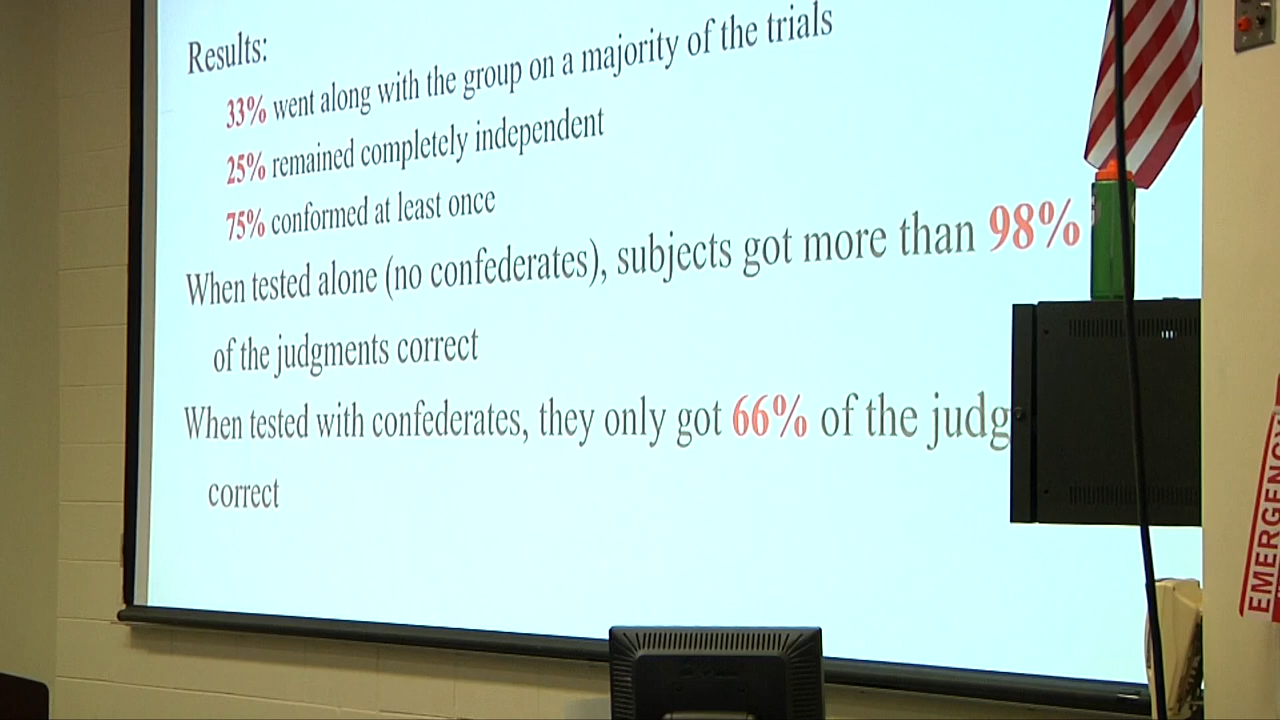 Results:
33% went along with the group on a majority of the trials
25% remained completely independent
75% conformed at least once
When tested alone (no confederates), subjects got more than 98%
of the judgments correct
When tested with confederates, they only got 66% of the judg
correct
EMERGENCY